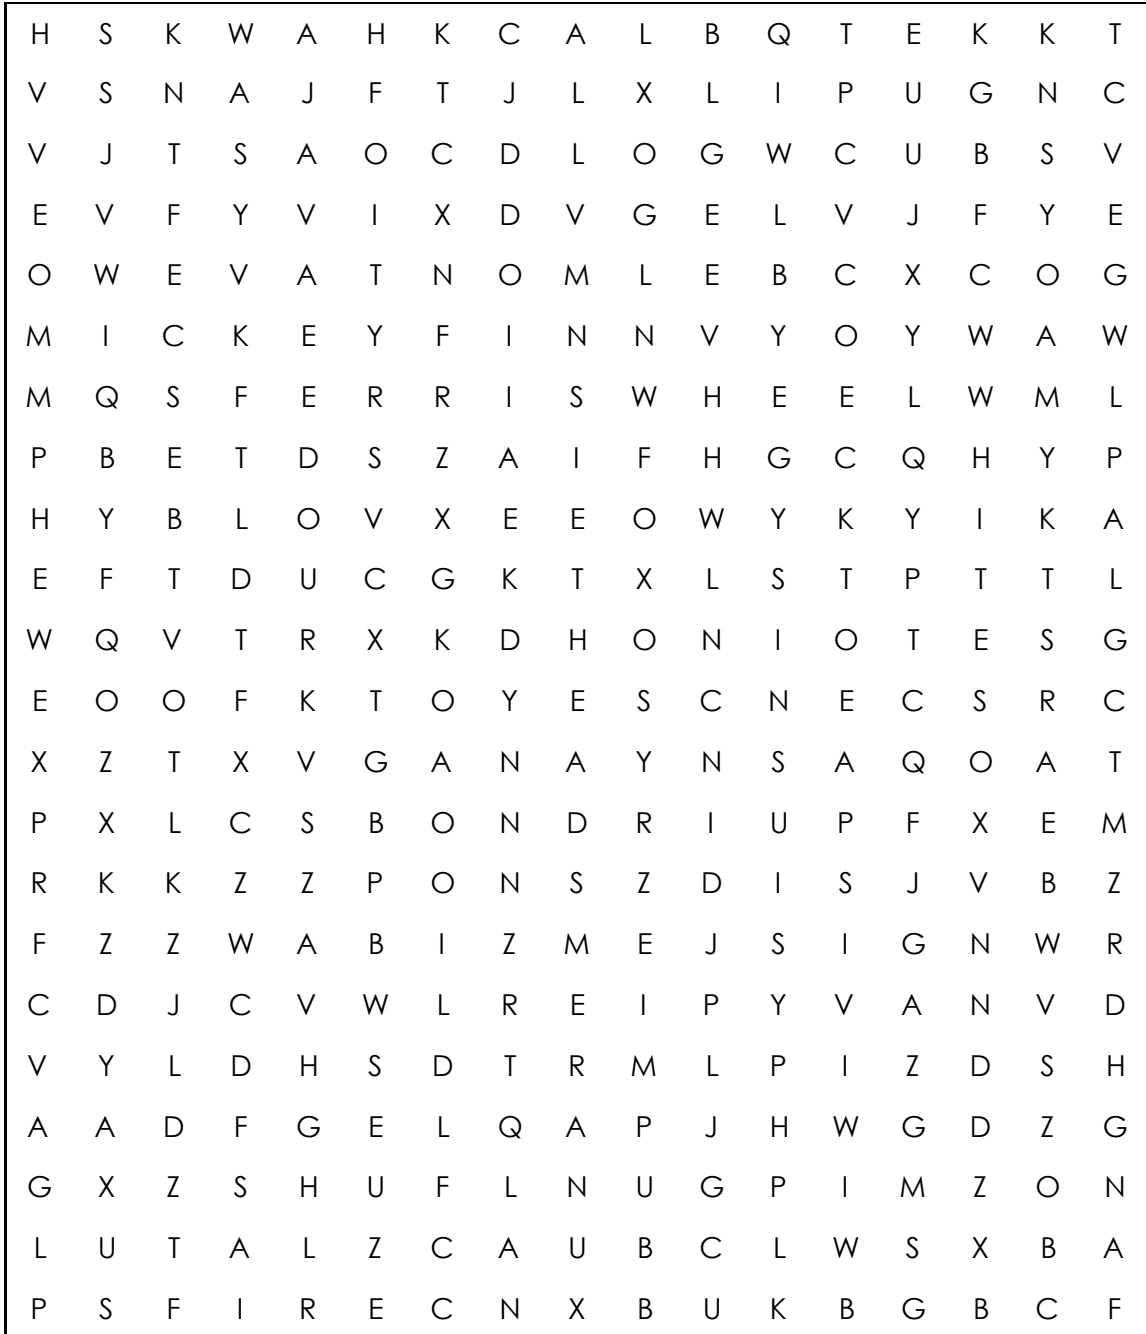 H S K W A H K C A L B Q T E K K T
V S N A J F T J L X L I P U G N C
V J T S A O C D L O G W C U B S V
E V F Y V I X D V G E L V J F Y E
O W E V A T N O M L E B C X C O G
M I C K E Y F I N N V Y O Y W A W
M Q S F E R R I S W H E E L W M L
P B E T D S Z A I F H G C Q H Y P
H Y B L O V X E E O W Y K Y I K A
E F T D U C G K T X L S T P T T L
W Q V T R X K D H O N I O T E S G
E O O F K T O Y E S C N E C S R C
X Z T X V G A N A Y N S A Q O A T
P X L C S B O N D R I U P F X E M
R K K Z Z P O N S Z D I S J V B Z
F Z Z W A B I Z M E J S I G N W R
C D J C V W L R E I P Y V A N V D
V Y L D H S D T R M L P I Z D S H
A A D F G E L Q A P J H W G D Z G
G X Z S H U F L N U G P I M Z O N
L U T A L Z C A U B C L W S X B A
P S F I R E C N X B U K B G B C F